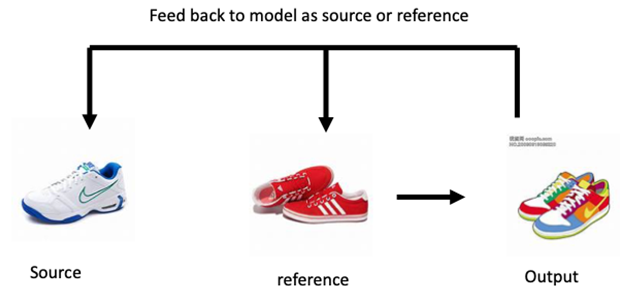 Feed back to model as source or reference
Source
reference
Output